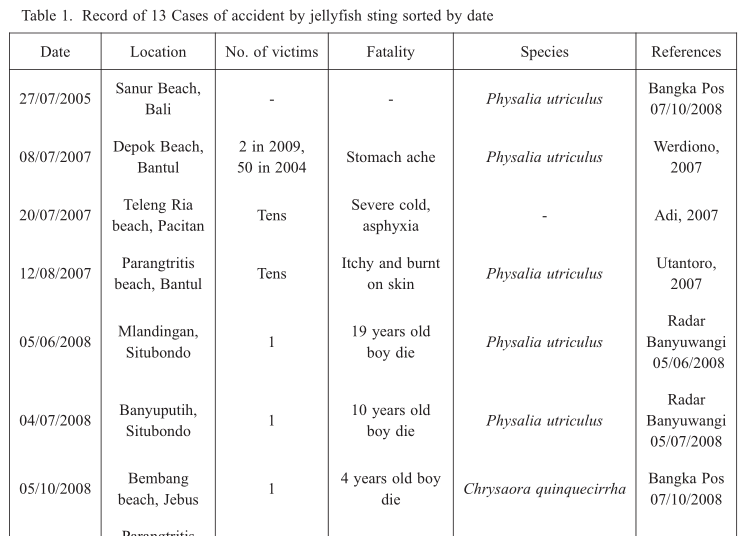 Table 1. Record of 13 Cases of accident by jellyfish sting sorted by date
Date Location No. of victims Fatality Species References
27/07/2005 Sanur Beach, Bali - - Physalia utriculus Bangka Pos 07/10/2008
08/07/2007 Depok Beach, Bantul 2 in 2009, 50 in 2004 Stomach ache Physalia utriculus Werdiono, 2007
20/07/2007 Teleng Ria beach, Pacitan Tens Severe cold, asphyxia - Adi, 2007
12/08/2007 Parangtritis beach, Bantul Tens Itchy and burnt on skin Physalia utriculus Utantoro, 2007
05/06/2008 Mlandingan, Situbondo 1 19 years old boy die Physalia utriculus Radar Banyuwangi 05/06/2008
04/07/2008 Banyuputih, Situbondo 1 10 years old boy die Physalia utriculus Radar Banyuwangi 05/07/2008
05/10/2008 Bembang beach, Jebus 1 4 years old boy die Chrysaora quinquecirrha Bangka Pos 07/10/2008
Parangtritis